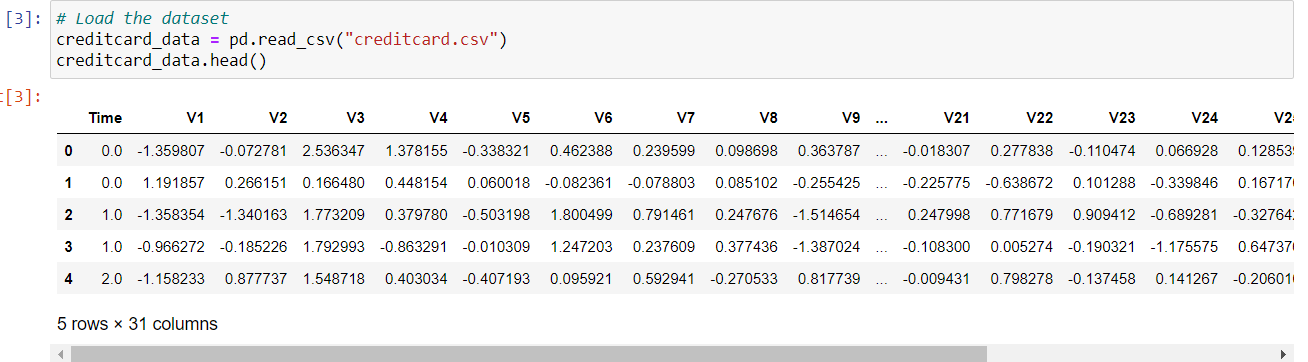 [3]: # Load the dataset
creditcard_data = pd.read_csv("creditcard.csv")
creditcard_data.head()
t[3]:
Time V1 V2 V3 V4 V5 V6 V7 V8 V9 ... V21 V22 V23 V24 V2
0 0.0 -1.359807 -0.072781 2.536347 1.378155 -0.338321 0.462388 0.239599 0.098698 0.363787 ... -0.018307 0.277838 -0.110474 0.066928 0.12853
1 0.0 1.191857 0.266151 0.166480 0.448154 0.060018 -0.082361 -0.078803 0.085102 -0.255425 ... -0.225775 -0.638672 0.101288 -0.339846 0.16717
2 1.0 -1.358354 -1.340163 1.773209 0.379780 -0.503198 1.800499 0.791461 0.247676 -1.514654 ... 0.247998 0.771679 0.909412 -0.689281 -0.32764
3 1.0 -0.966272 -0.185226 1.792993 -0.863291 -0.010309 1.247203 0.237609 0.377436 -1.387024 ... -0.108300 0.005274 -0.190321 -1.175575 0.64737
4 2.0 -1.158233 0.877737 1.548718 0.403034 -0.407193 0.095921 0.592941 -0.270533 0.817739 ... -0.009431 0.798278 -0.137458 0.141267 -0.20601
5 rows × 31 columns